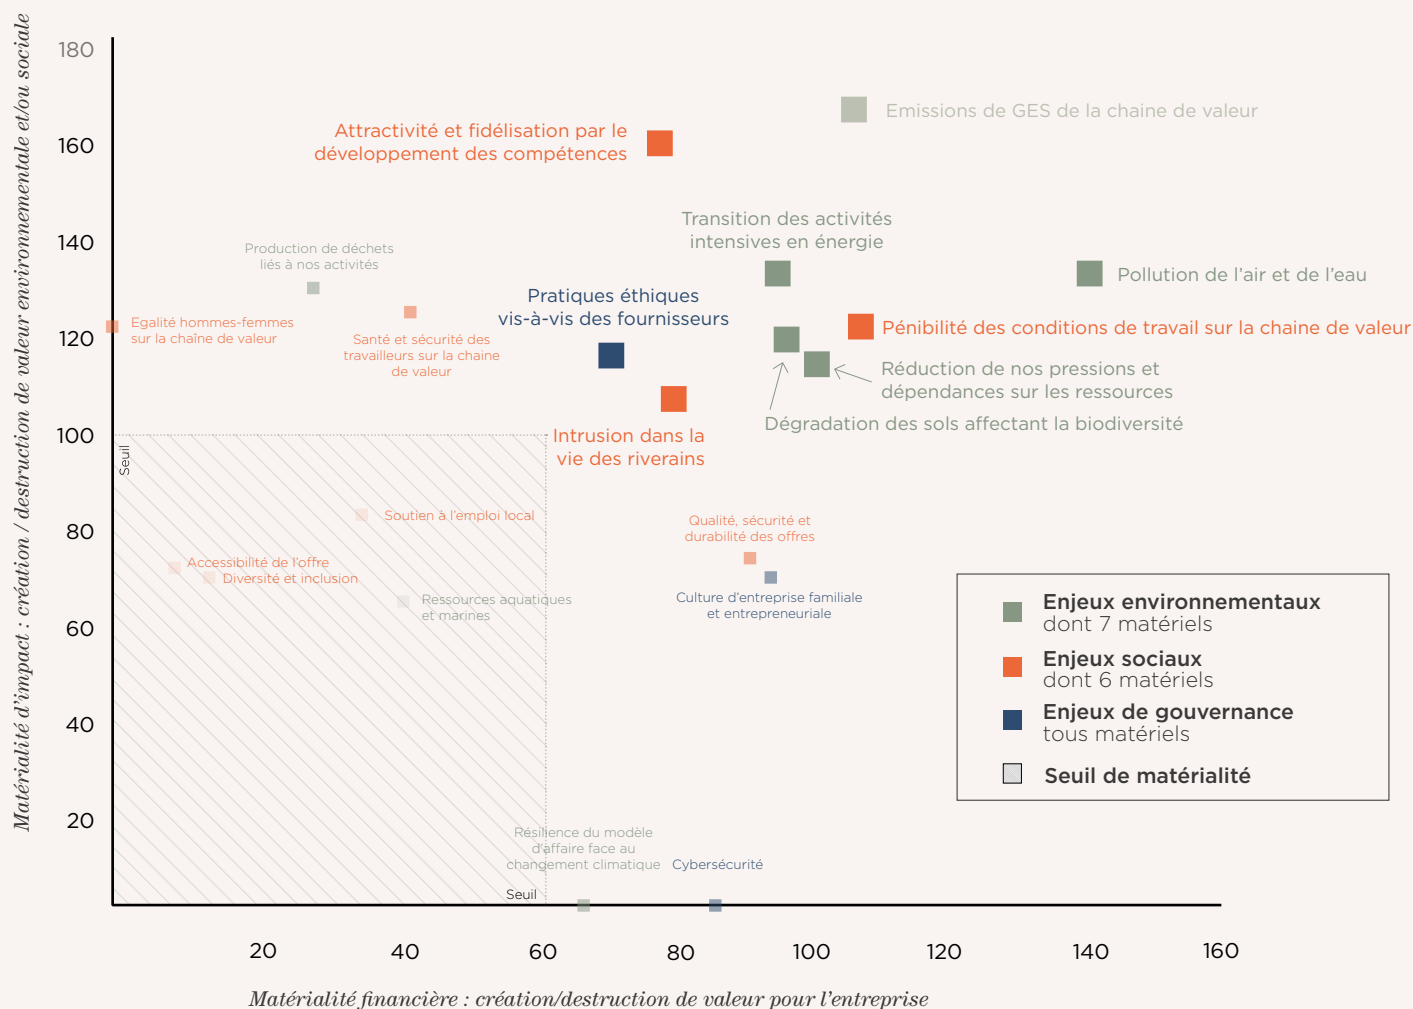 Matérialité d'impact : création / destruction de valeur environnementale et/ou sociale
180
160
140
120
100
80
60
40
20
Emissions de GES de la chaine de valeur
Attractivité et fidélisation par le
développement des compétences
Transition des activités
intensives en énergie
Production de déchets
liés à nos activités
Pollution de l'air et de l'eau
Pratiques éthiques
vis-à-vis des fournisseurs
Egalité hommes-femmes
sur la chaîne de valeur
Santé et sécurité des
travailleurs sur la chaine
de valeur
Pénibilité des conditions de travail sur la chaine de valeur
Réduction de nos pressions et
dépendances sur les ressources
Dégradation des sols affectant la biodiversité
Intrusion dans la
vie des riverains
Seuil
Soutien à l'emploi local
Qualité, sécurité et
durabilité des offres
Accessibilité de l'offre
Diversité et inclusion
Ressources aquatiques
et marines
Culture d'entreprise familiale
et entrepreneuriale
Enjeux environnementaux
dont 7 matériels
Enjeux sociaux
dont 6 matériels
Enjeux de gouvernance
tous matériels
Seuil de matérialité
Résilience du modèle
d'affaire face au
changement climatique
Cybersécurité
Seuil
20
40
60
80
100
120
140
160
Matérialité financière : création/destruction de valeur pour l'entreprise